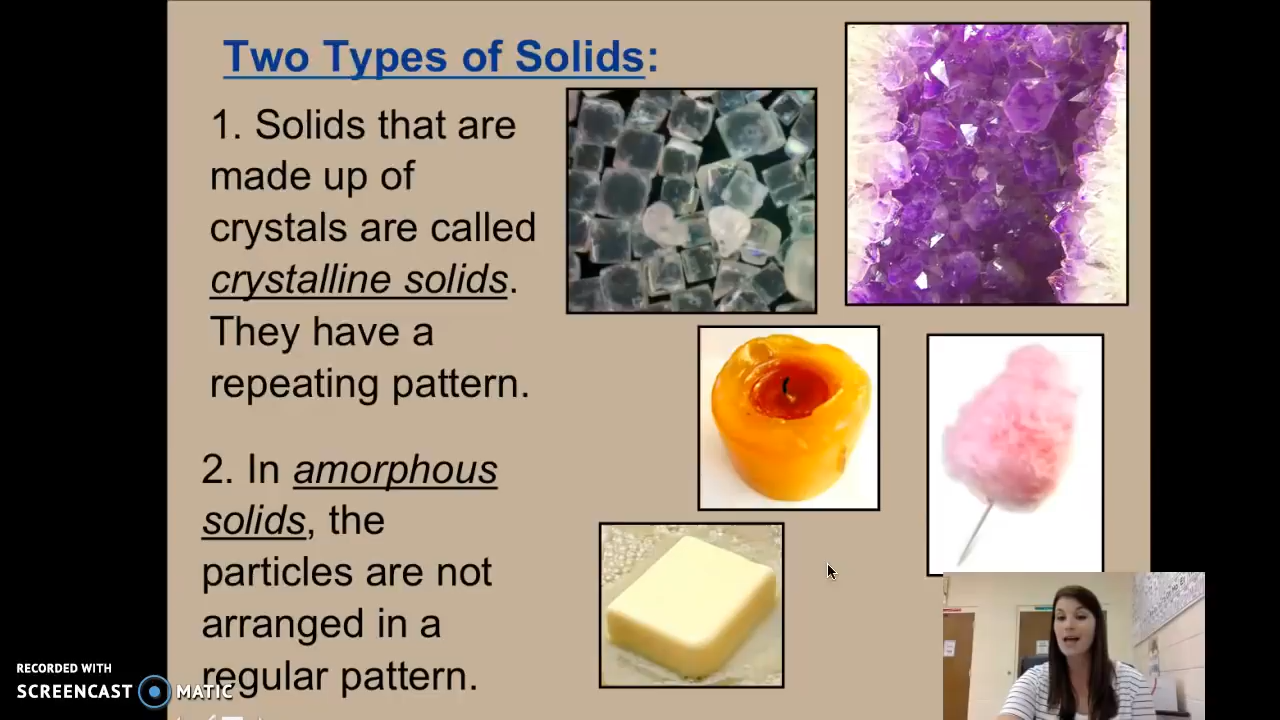 Two Types of Solids:
1. Solids that are
made up of
crystals are called
crystalline solids.
They have a
repeating pattern.
2. In amorphous
solids, the
particles are not
arranged in a
regular pattern.
RECORDED WITH
SCREENCAST MATIC